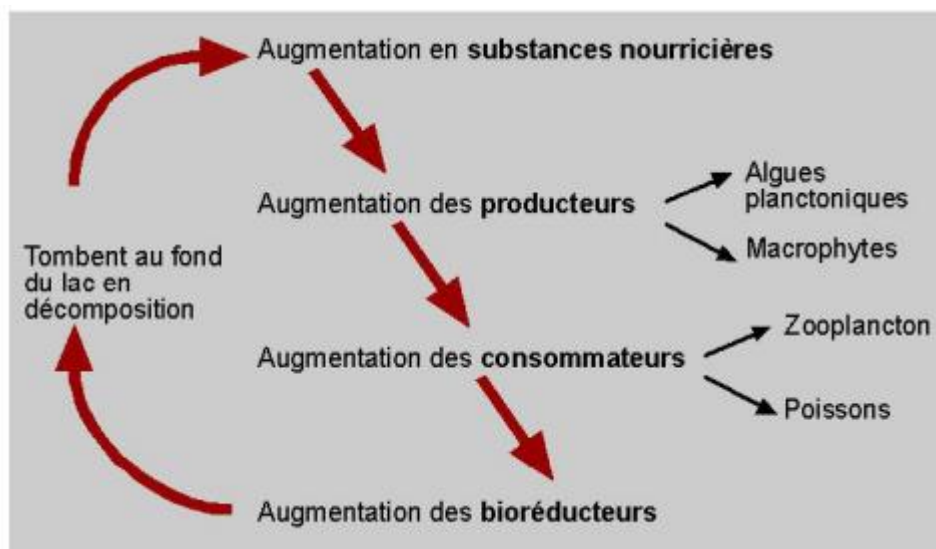 Augmentation en substances nourricières
Augmentation des producteurs
Algues
planctoniques
Macrophytes
Tombent au fond
du lac en
décomposition
Augmentation des consommateurs
Zooplancton
Poissons
Augmentation des bioréducteurs